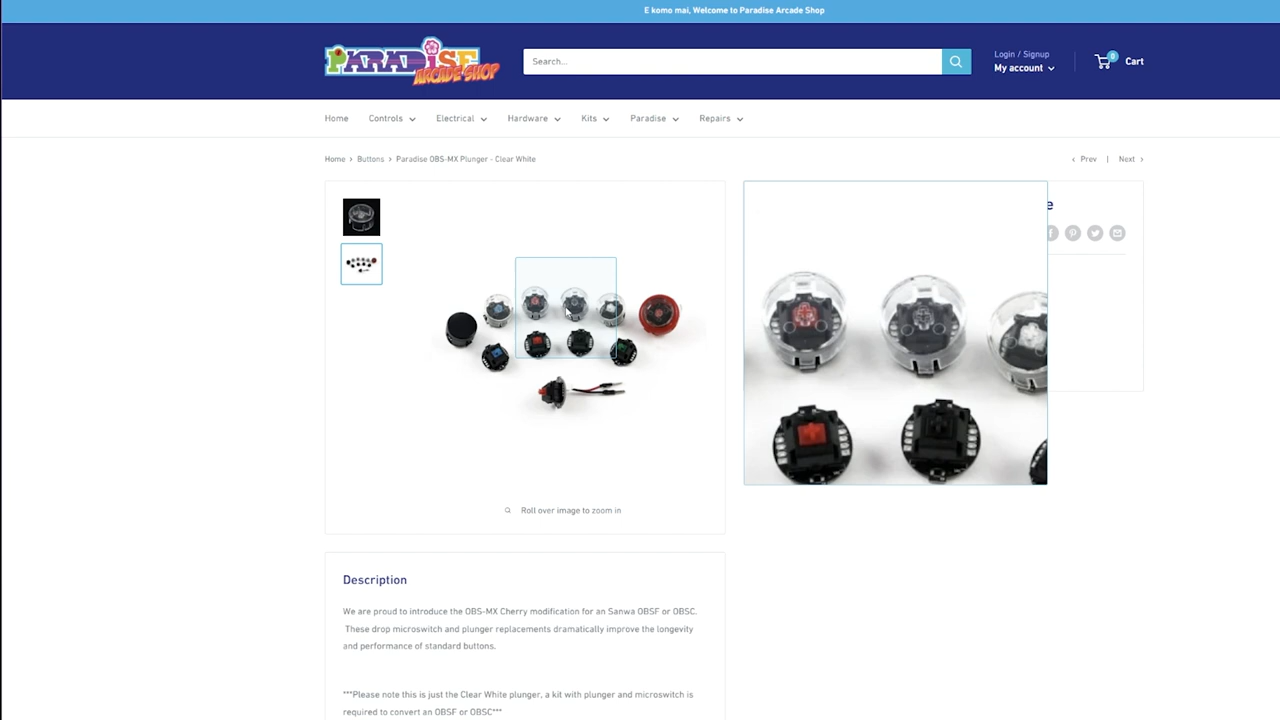 E komo mai, Welcome to Paradise Arcade Shop
PARADISE
ARCADE SHOP
Search...
Login / Signup
My account
0
Cart
Home
Controls
Electrical
Hardware
Kits
Paradise
Repairs
Home > Buttons > Paradise OBS-MX Plunger - Clear White
‹ Prev | Next ›
e
Roll over image to zoom in
Description
We are proud to introduce the OBS-MX Cherry modification for an Sanwa OBSF or OBSC.
These drop microswitch and plunger replacements dramatically improve the longevity
and performance of standard buttons.
***Please note this is just the Clear White plunger, a kit with plunger and microswitch is
required to convert an OBSF or OBSC***